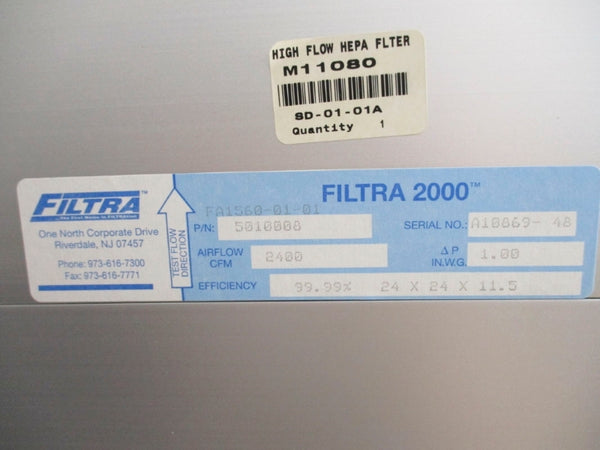 HIGH FLOW HEPA FLTER
M11080
SD-01-01A
Quantity 1
FILTRA™
The First Name In FILTRAtion
One North Corporate Drive
Riverdale, NJ 07457
Phone: 973-616-7300
Fax: 973-616-7771
TEST FLOW
DIRECTION
FILTRA 2000™
FA1560-01-01
P/N: 5010008
SERIAL NO.: A10869- 48
AIRFLOW
CFM 2400
Δ P
IN.W.G. 1.00
EFFICIENCY 99.99% 24 X 24 X 11.5